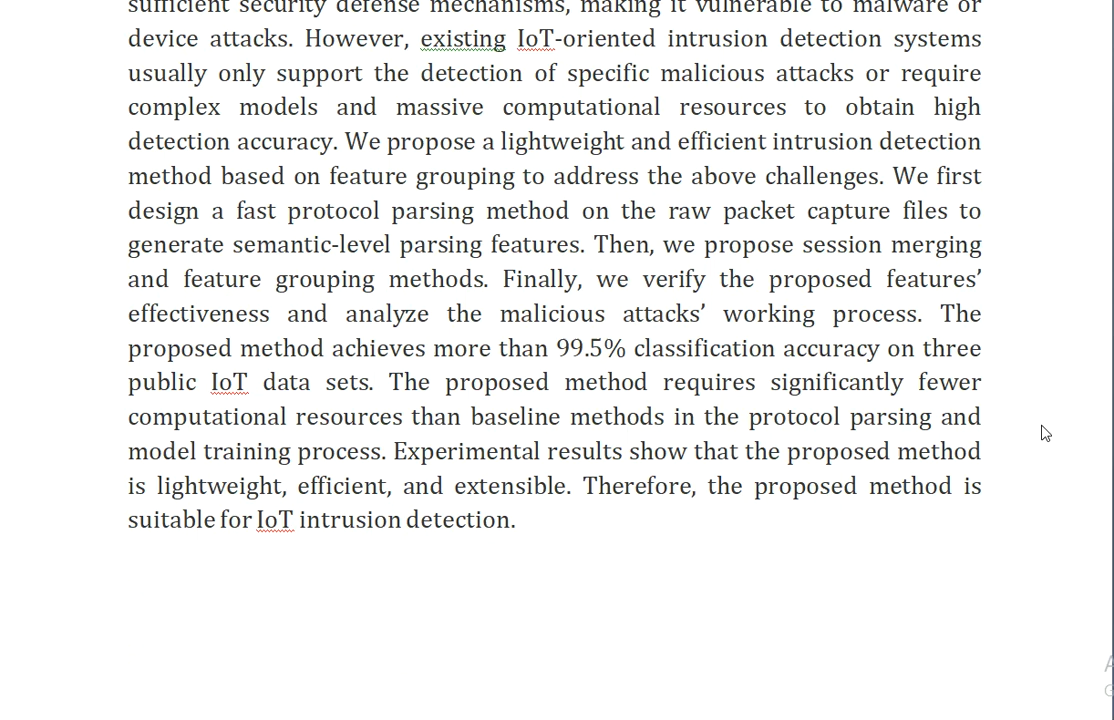 sufficient security defense mechanisms, making it vulnerable to malware or
device attacks. However, existing IoT-oriented intrusion detection systems
usually only support the detection of specific malicious attacks or require
complex models and massive computational resources to obtain high
detection accuracy. We propose a lightweight and efficient intrusion detection
method based on feature grouping to address the above challenges. We first
design a fast protocol parsing method on the raw packet capture files to
generate semantic-level parsing features. Then, we propose session merging
and feature grouping methods. Finally, we verify the proposed features’
effectiveness and analyze the malicious attacks’ working process. The
proposed method achieves more than 99.5% classification accuracy on three
public IoT data sets. The proposed method requires significantly fewer
computational resources than baseline methods in the protocol parsing and
model training process. Experimental results show that the proposed method
is lightweight, efficient, and extensible. Therefore, the proposed method is
suitable for IoT intrusion detection.